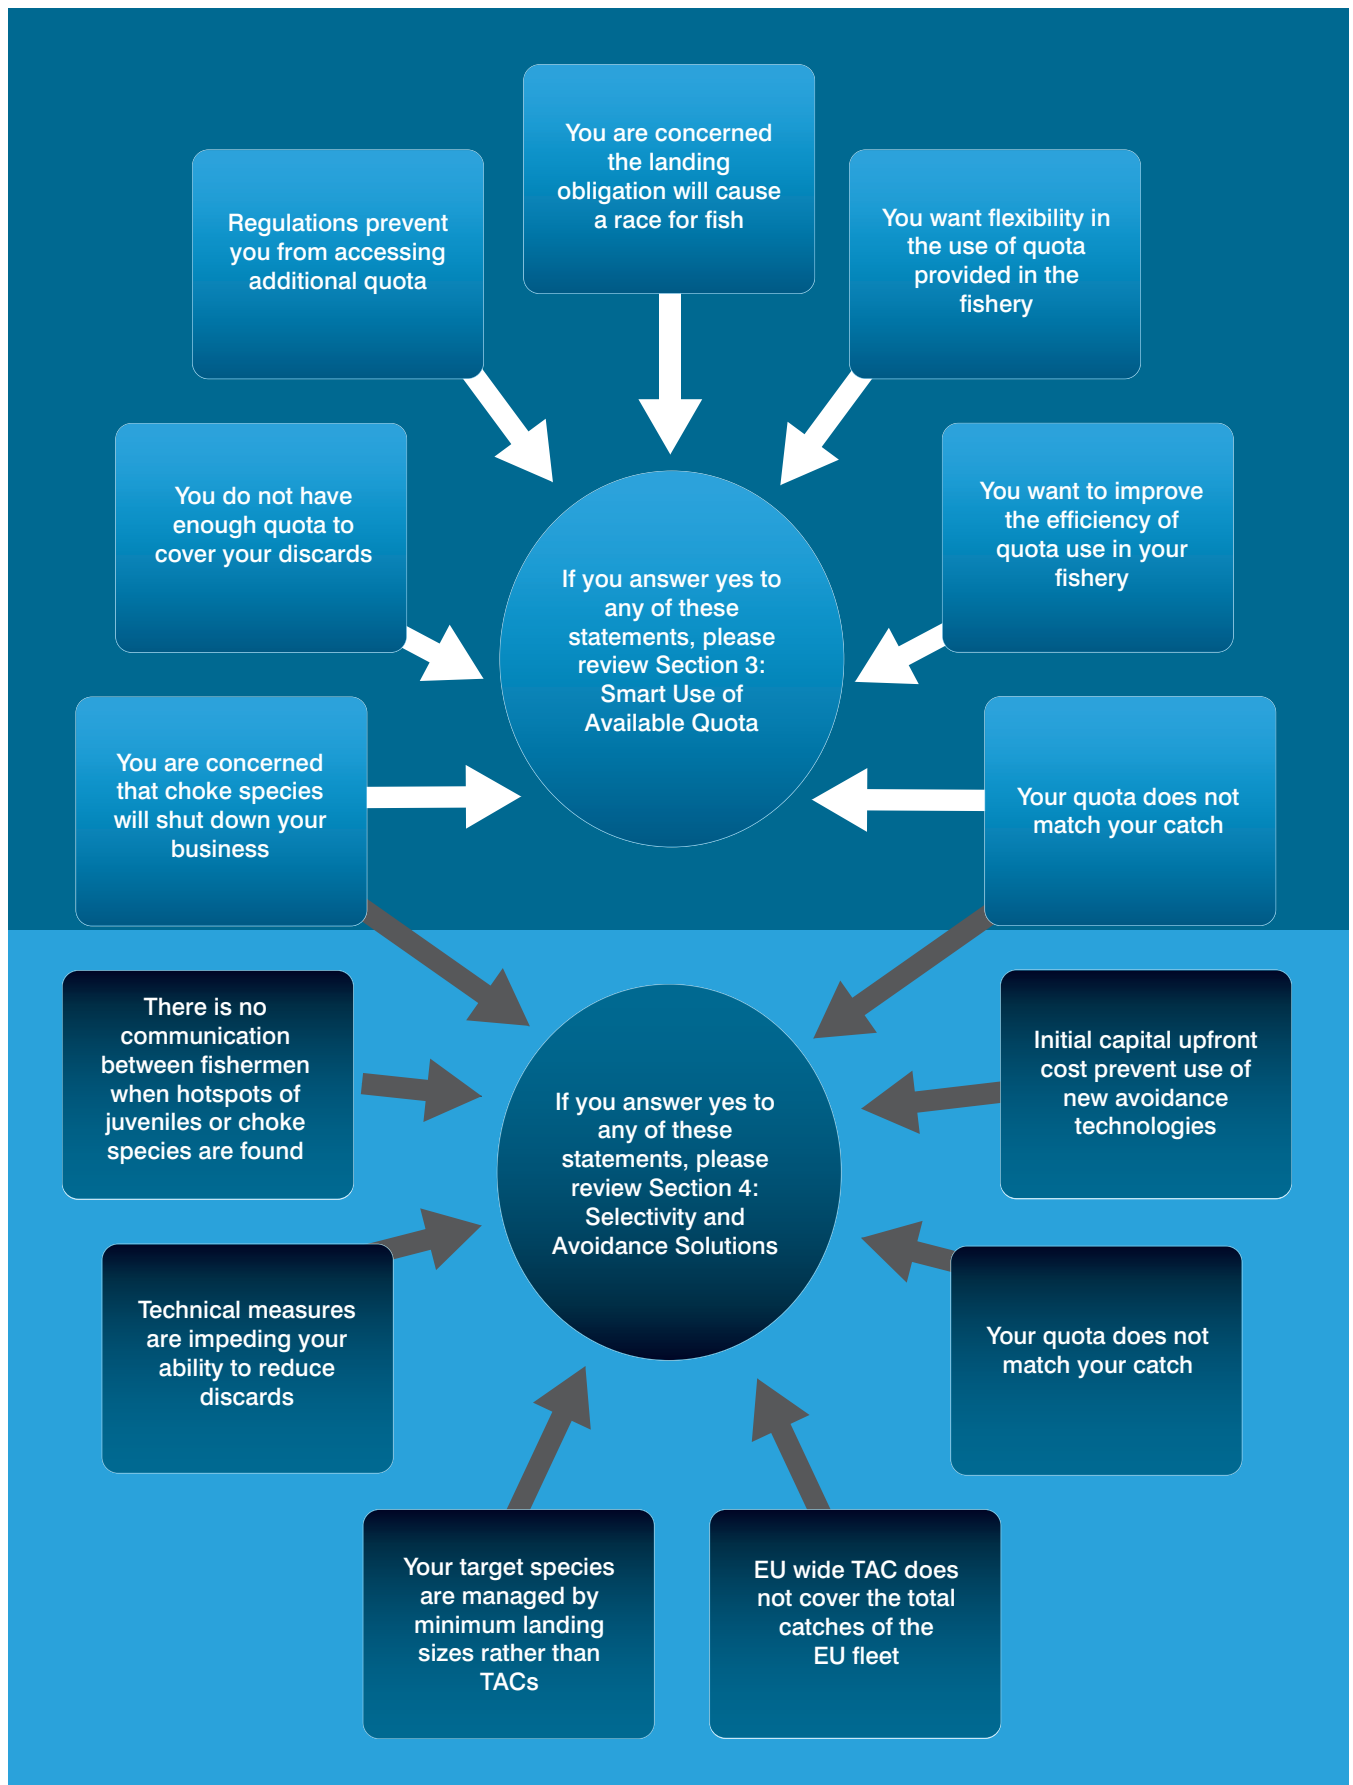 You are concerned
the landing
obligation will cause
a race for fish
Regulations prevent
you from accessing
additional quota
You want flexibility in
the use of quota
provided in the
fishery
You do not have
enough quota to
cover your discards
You want to improve
the efficiency of
quota use in your
fishery
If you answer yes to
any of these
statements, please
review Section 3:
Smart Use of
Available Quota
You are concerned
that choke species
will shut down your
business
Your quota does not
match your catch
There is no
communication
between fishermen
when hotspots of
juveniles or choke
species are found
Initial capital upfront
cost prevent use of
new avoidance
technologies
If you answer yes to
any of these
statements, please
review Section 4:
Selectivity and
Avoidance Solutions
Technical measures
are impeding your
ability to reduce
discards
Your quota does not
match your catch
Your target species
are managed by
minimum landing
sizes rather than
TACs
EU wide TAC does
not cover the total
catches of the
EU fleet